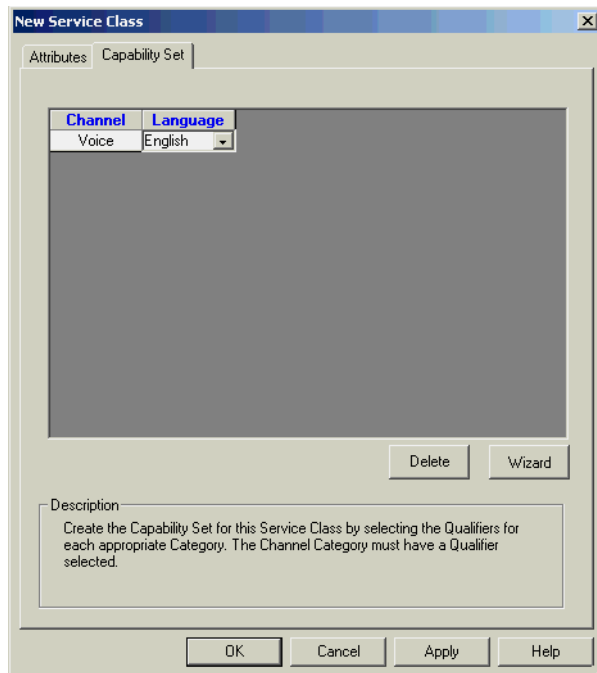 New Service Class
Attributes Capability Set
Channel Language
Voice English
Delete Wizard
Description
Create the Capability Set for this Service Class by selecting the Qualifiers for
each appropriate Category. The Channel Category must have a Qualifier
selected.
OK Cancel Apply Help